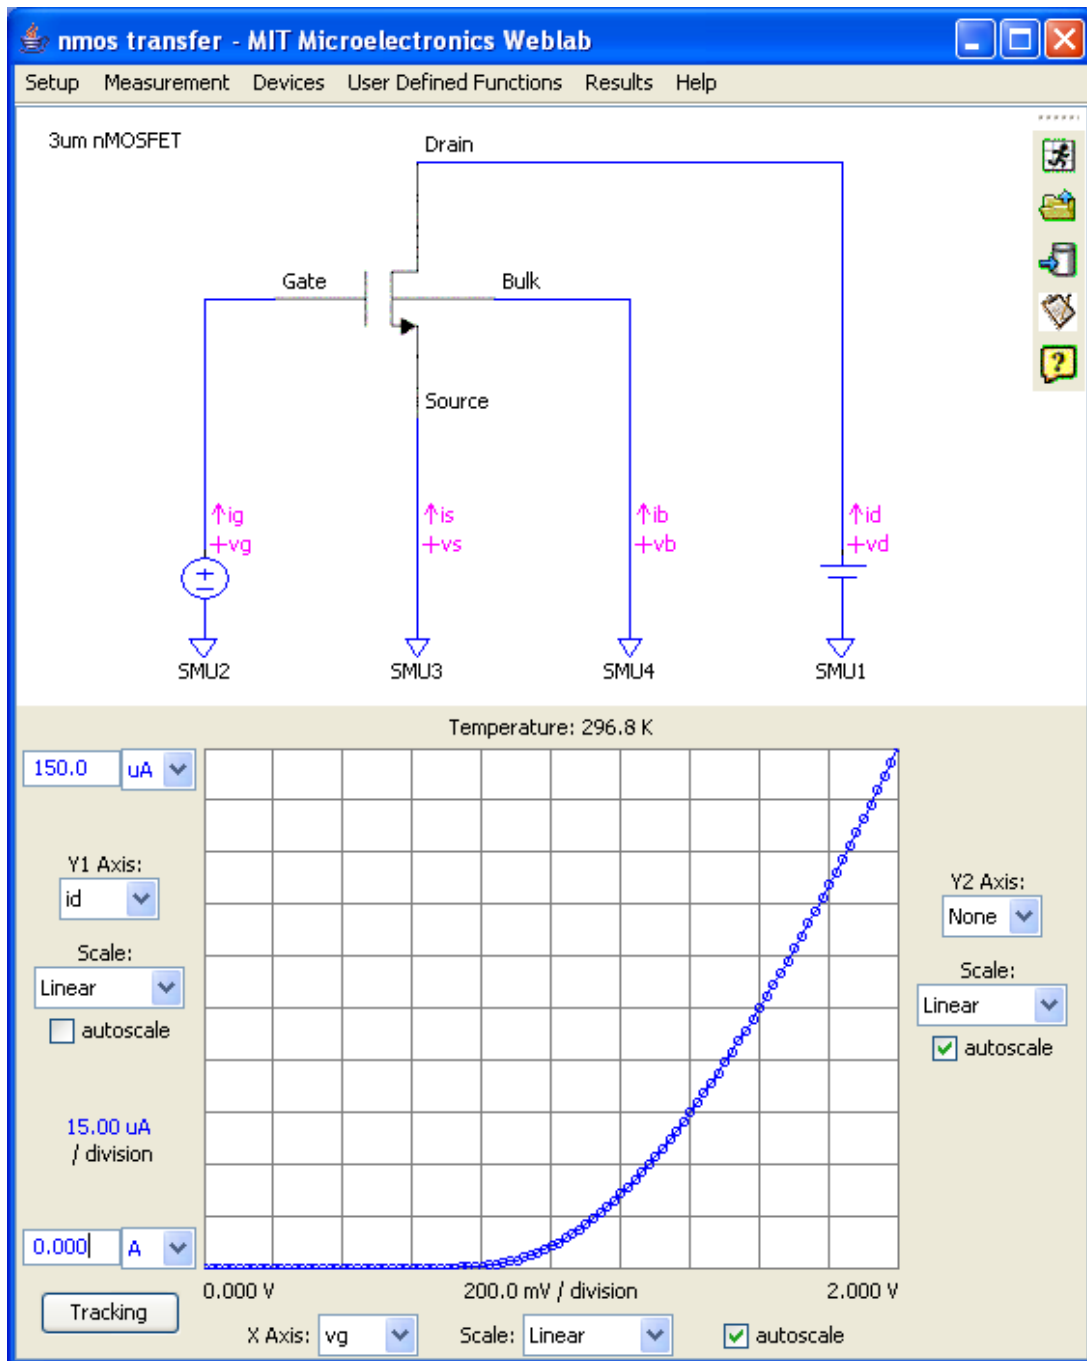 nmos transfer - MIT Microelectronics Weblab
Setup Measurement Devices User Defined Functions Results Help
3um nMOSFET
Drain
Gate
Bulk
Source
ig
+vg
is
+vs
ib
+vb
id
+vd
SMU2
SMU3
SMU4
SMU1
Temperature: 296.8 K
150.0 uA
Y1 Axis:
id
Scale:
Linear
autoscale
15.00 uA
/ division
0.000 A
Tracking
Y2 Axis:
None
Scale:
Linear
autoscale
0.000 V 200.0 mV / division 2.000 V
X Axis: vg Scale: Linear autoscale